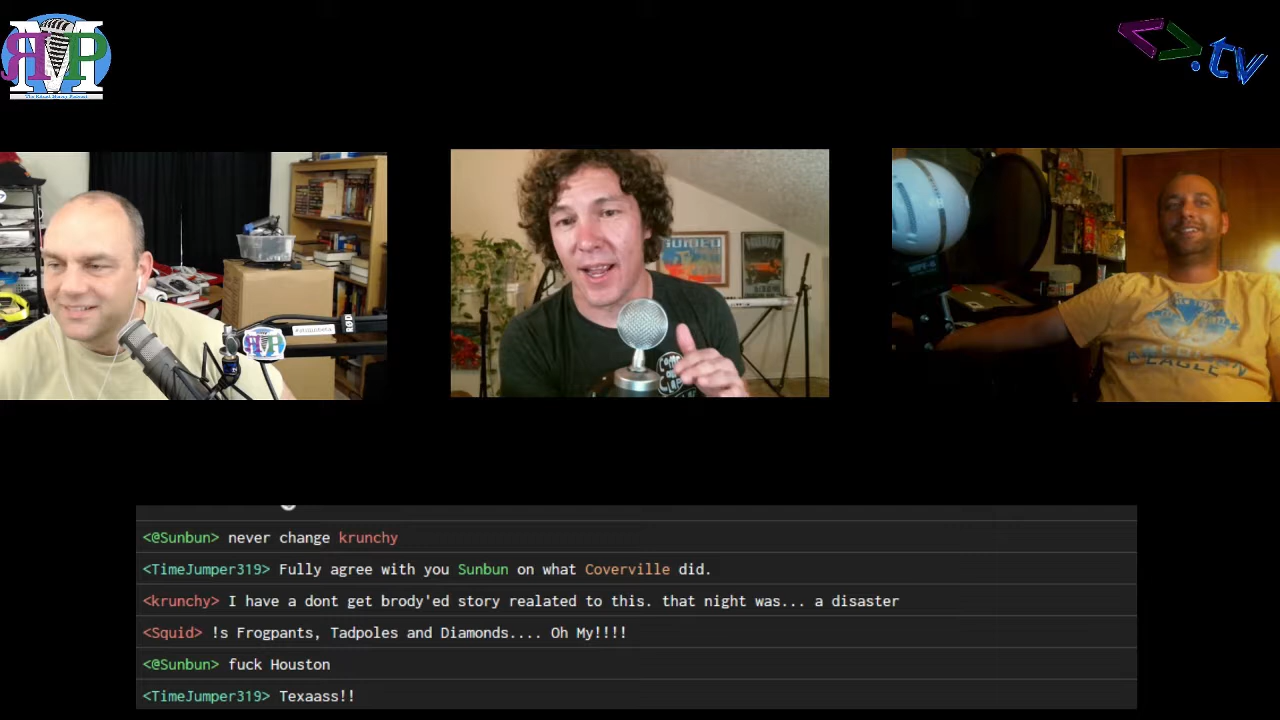 RMP
<>.tv
<@Sunbun> never change krunchy
<TimeJumper319> Fully agree with you Sunbun on what Coverville did.
<krunchy> I have a dont get brody'ed story realated to this. that night was... a disaster
<Squid> !s Frogpants, Tadpoles and Diamonds.... Oh My!!!!
<@Sunbun> fuck Houston
<TimeJumper319> Texaass!!